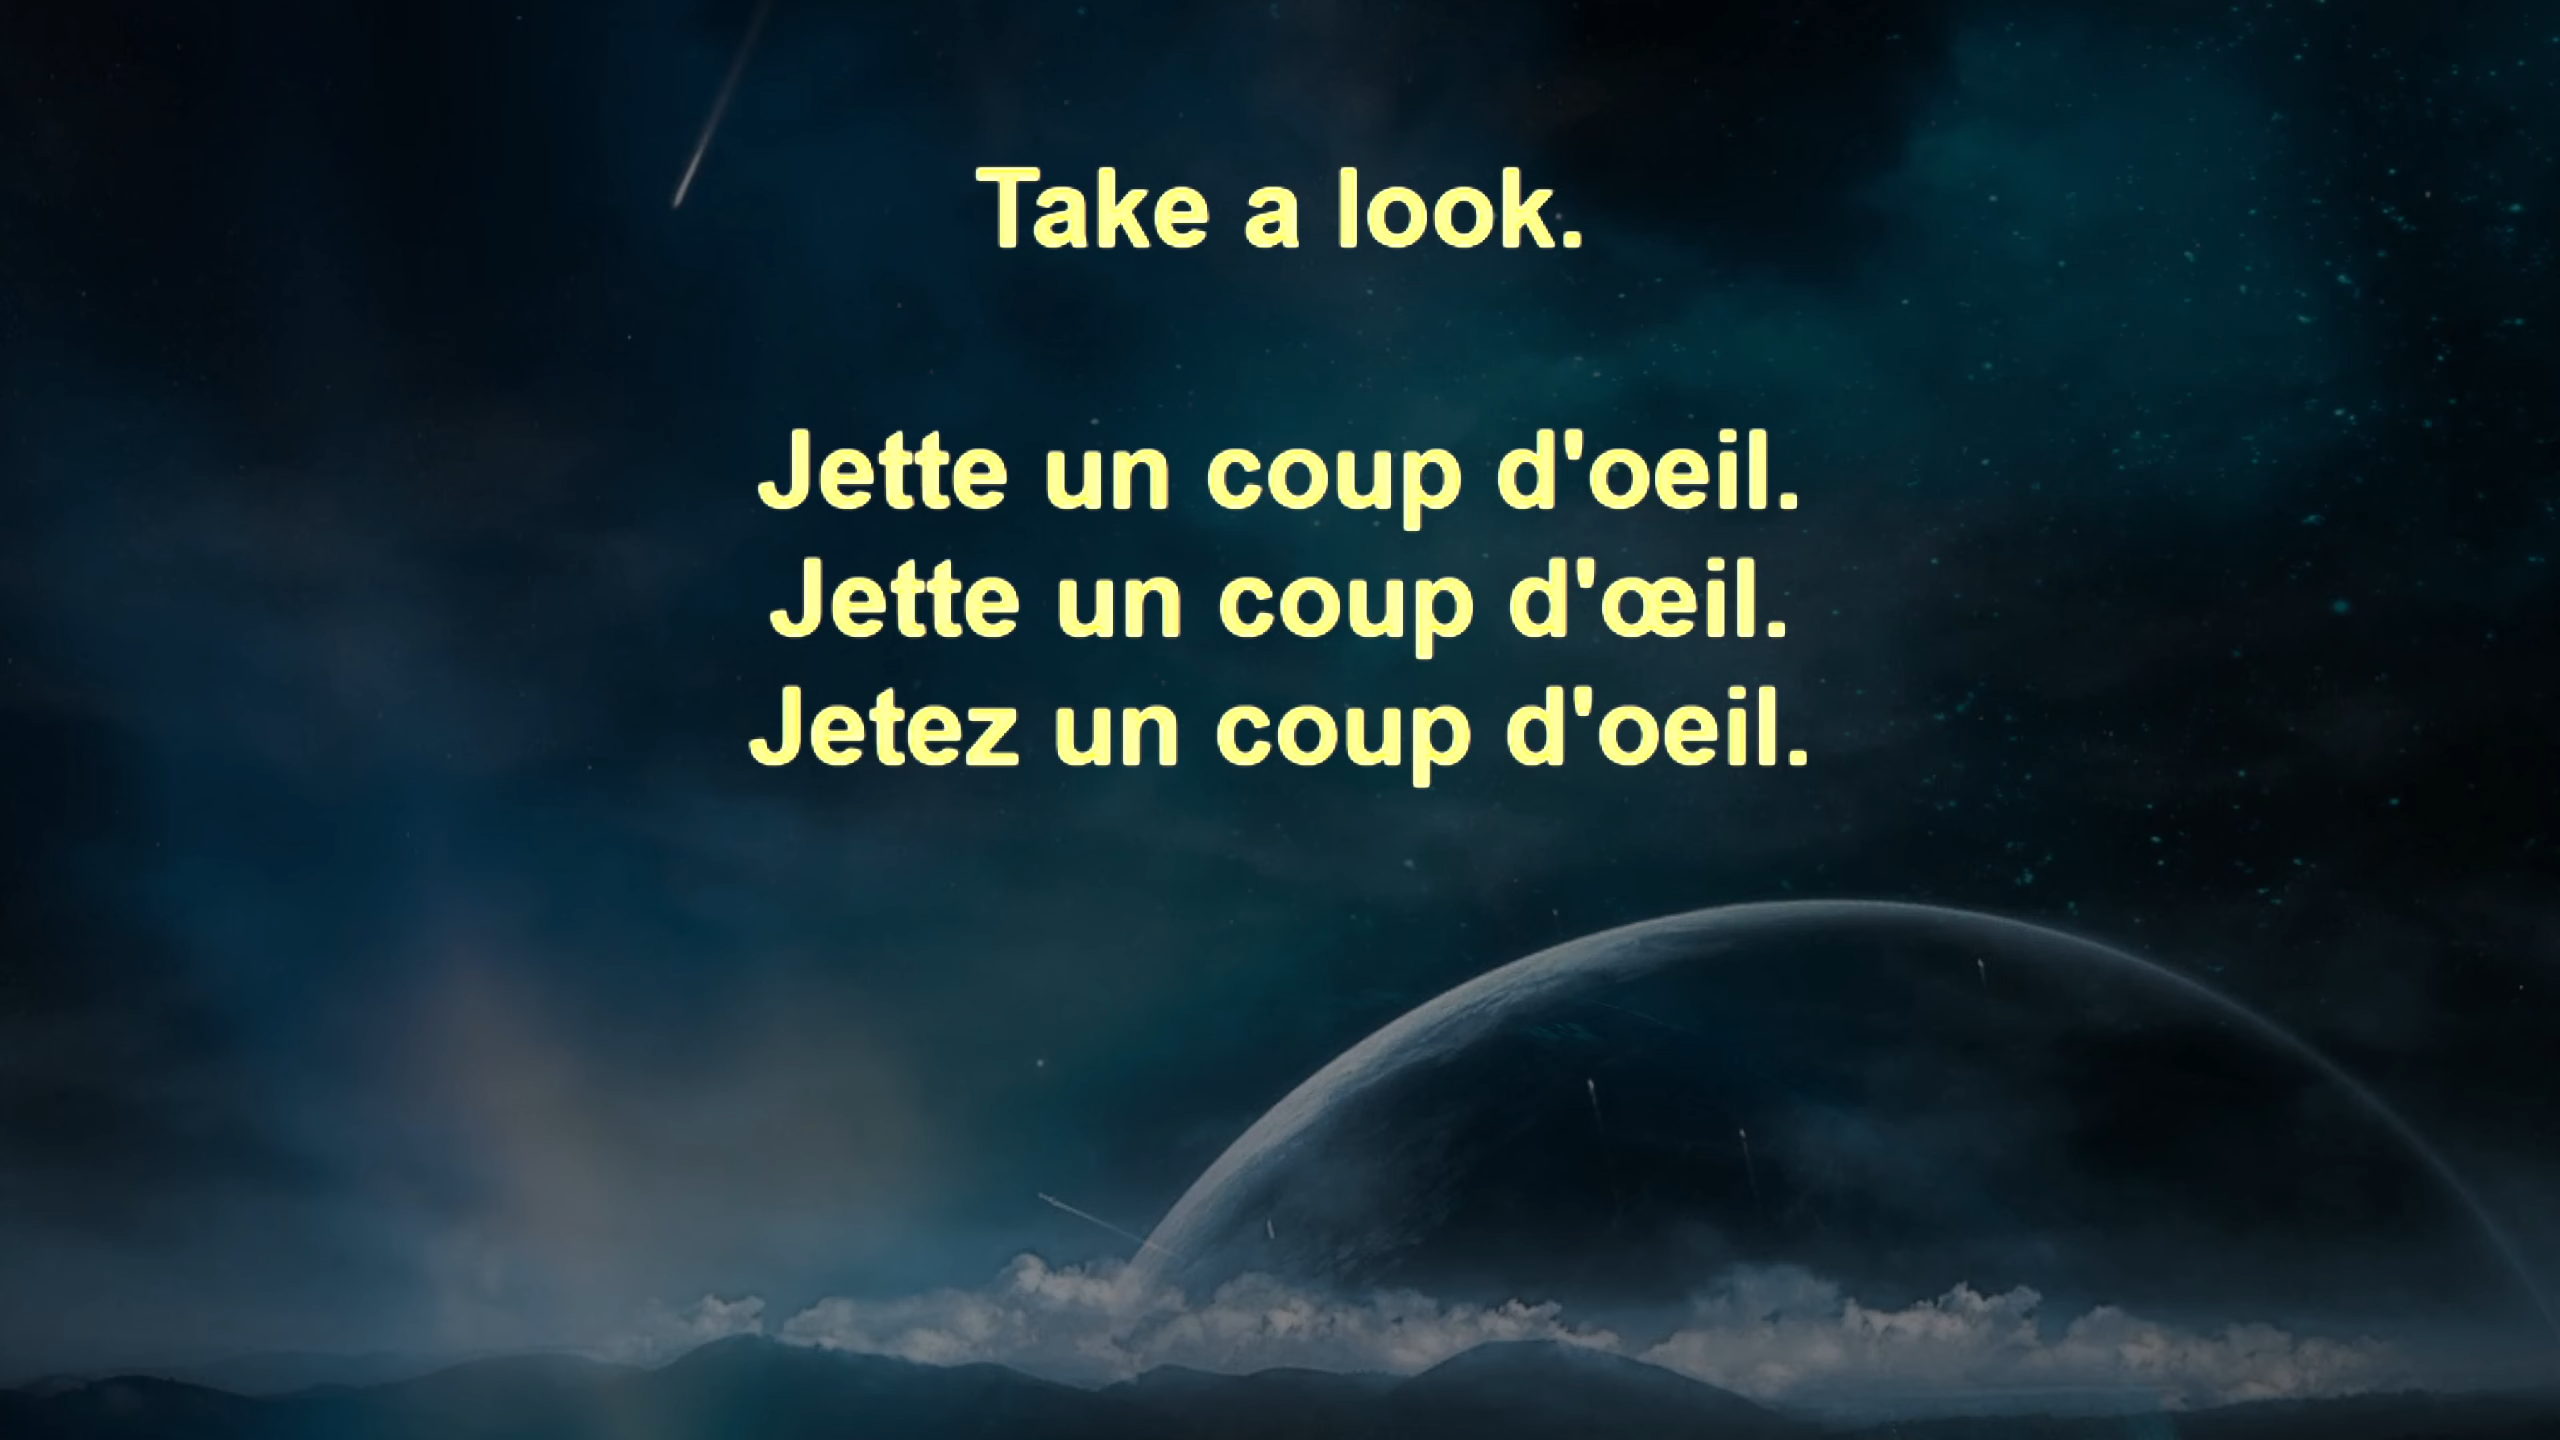 Take a look.
Jette un coup d'oeil.
Jette un coup d'œil.
Jetez un coup d'oeil.